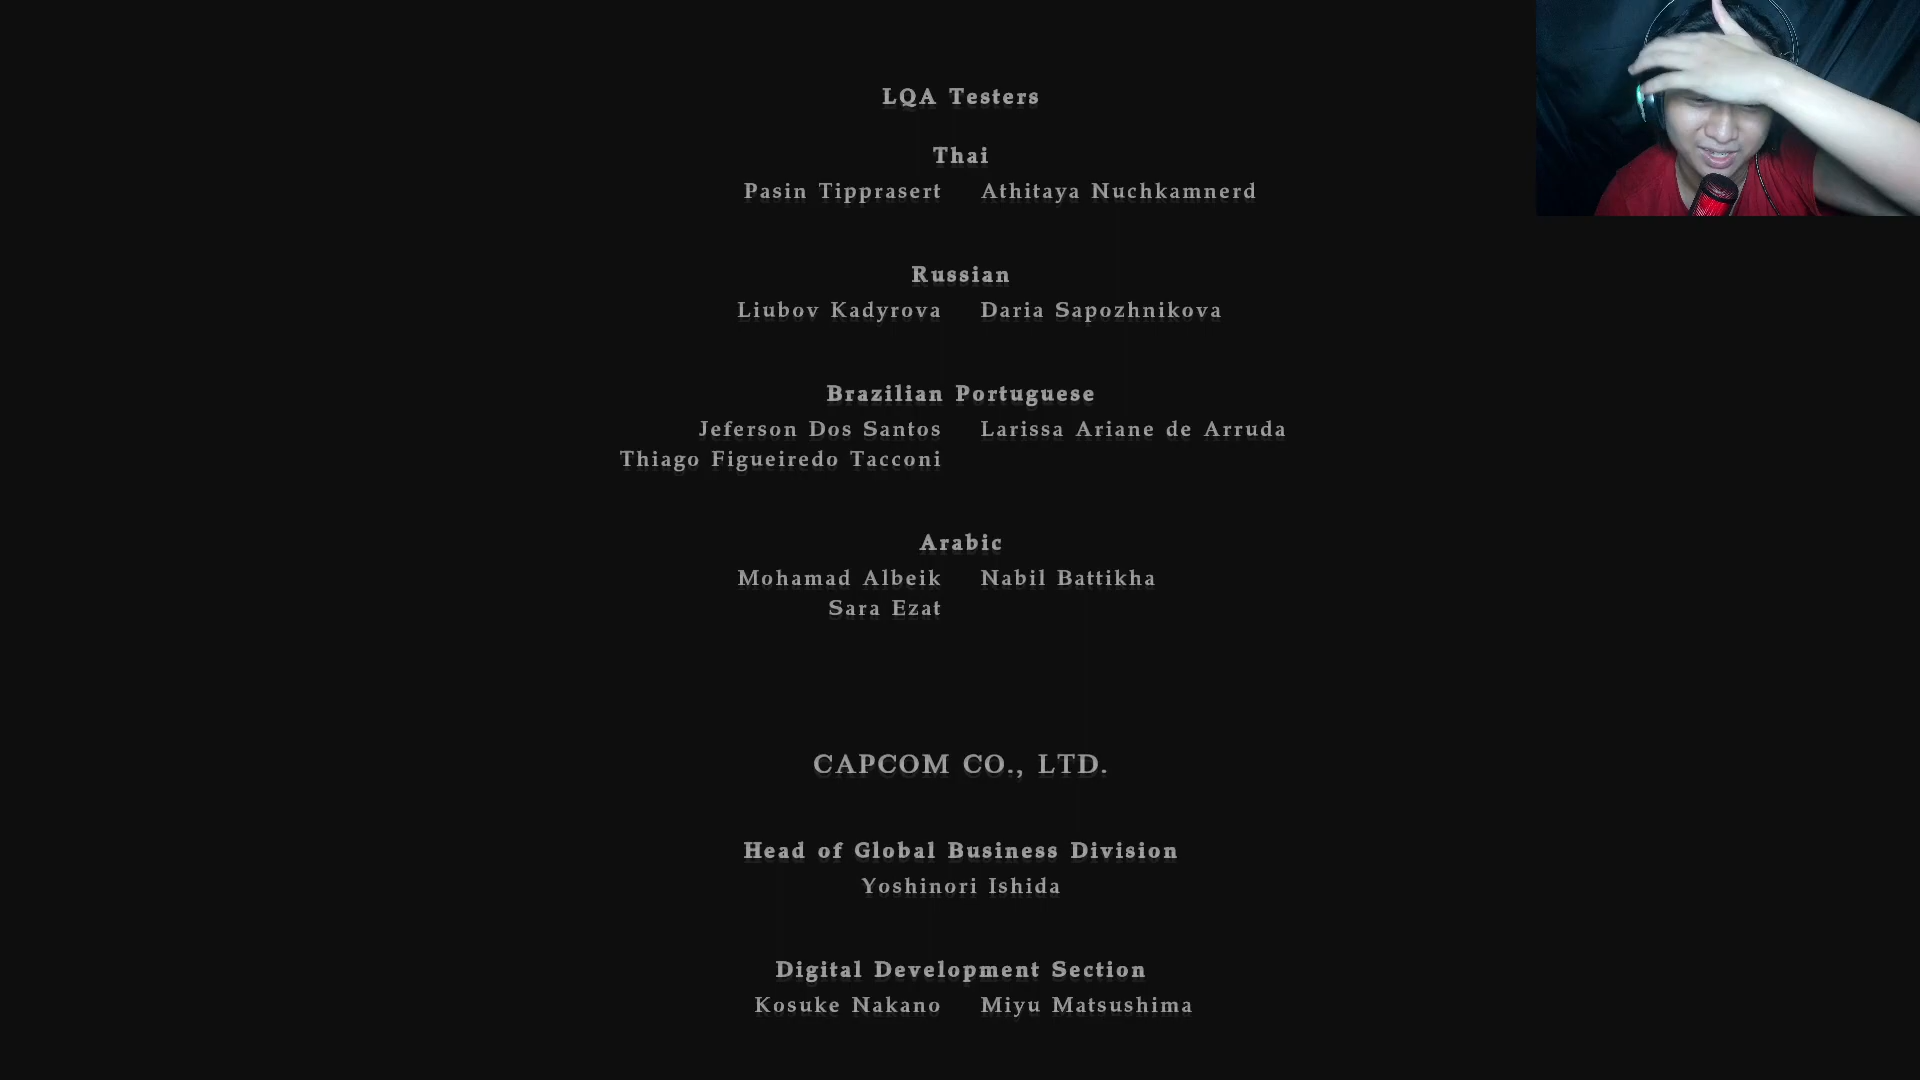 LQA Testers
Thai
Pasin Tipprasert Athitaya Nuchkamnerd
Russian
Liubov Kadyrova Daria Sapozhnikova
Brazilian Portuguese
Jeferson Dos Santos Larissa Ariane de Arruda
Thiago Figueiredo Tacconi
Arabic
Mohamad Albeik Nabil Battikha
Sara Ezat
CAPCOM CO., LTD.
Head of Global Business Division
Yoshinori Ishida
Digital Development Section
Kosuke Nakano Miyu Matsushima